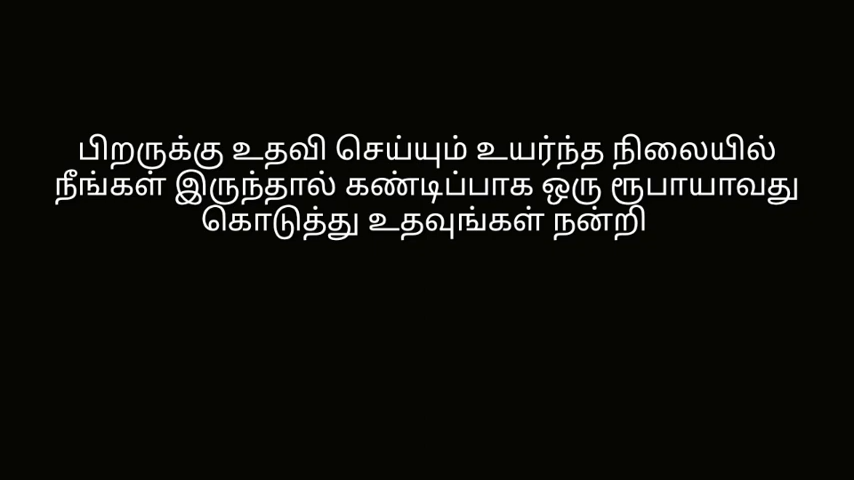 பிறருக்கு உதவி செய்யும் உயர்ந்த நிலையில்
நீங்கள் இருந்தால் கண்டிப்பாக ஒரு ரூபாயாவது
கொடுத்து உதவுங்கள் நன்றி